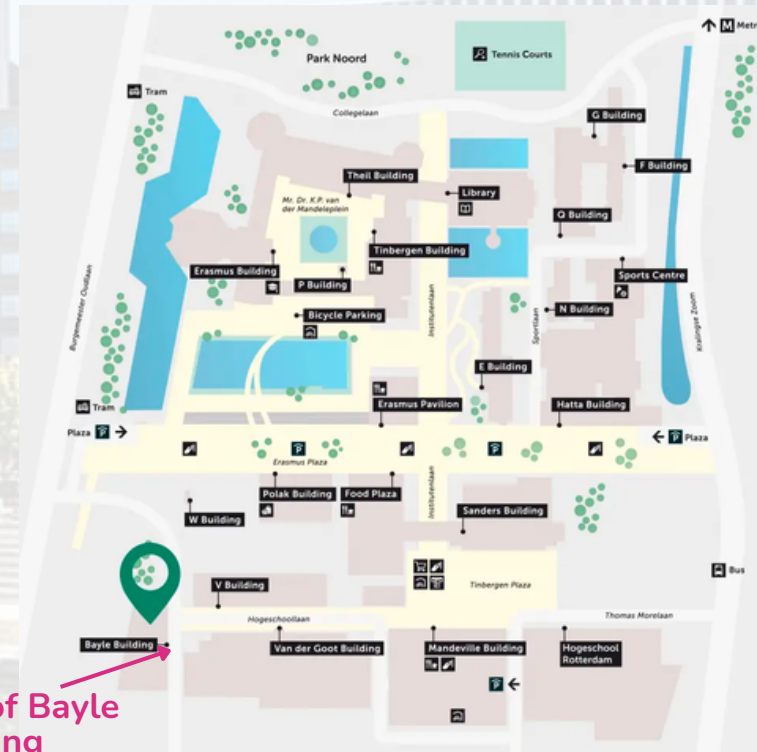 M Metr
Park Noord
Tennis Courts
Tram
Collegelaan
G Building
F Building
Theil Building
Library
Mr. Dr. K.P. van
der Mandeleplein
Q Building
Tinbergen Building
Erasmus Building
P Building
Sports Centre
Burgemeester Oudlaan
Institutenlaan
Sportlaan
Kralingse Zoom
N Building
Bicycle Parking
E Building
Tram
Erasmus Pavilion
Hatta Building
Plaza P
P Plaza
P
P
Erasmus Plaza
Polak Building
Food Plaza
Institutenlaan
W Building
Sanders Building
Bus
V Building
Tinbergen Plaza
Hogeschoollaan
Thomas Morelaan
Bayle Building
Van der Goot Building
Mandeville Building
Hogeschool
Rotterdam
P
of Bayle
ng